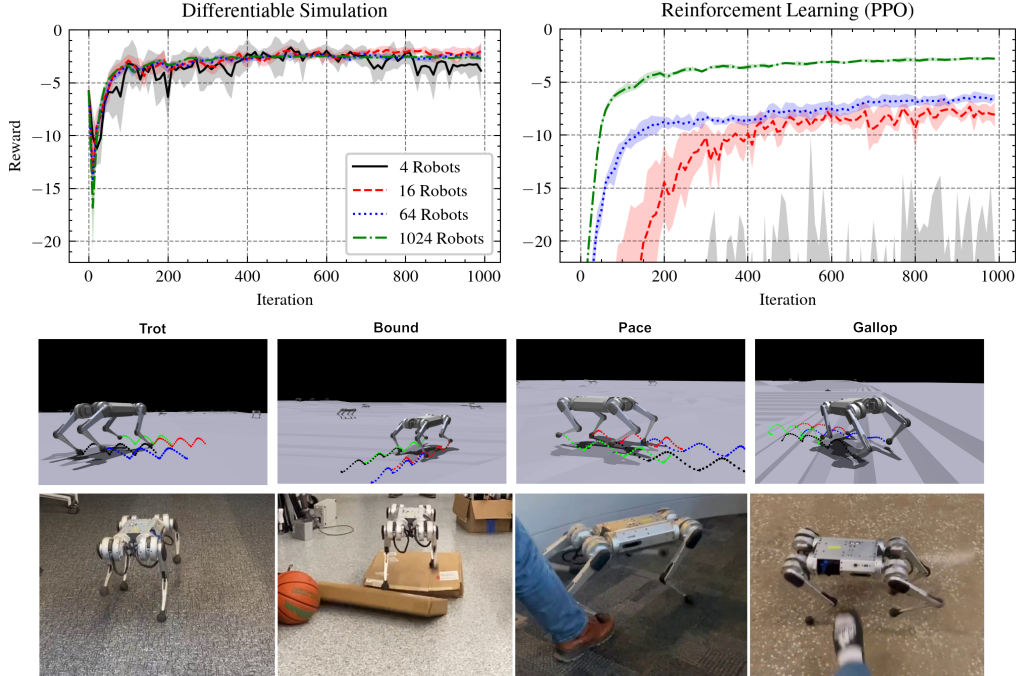 Differentiable Simulation
0
−5
−10
−15
−20
Reward
4 Robots
16 Robots
64 Robots
1024 Robots
0 200 400 600 800 1000
Iteration
Reinforcement Learning (PPO)
0
−5
−10
−15
−20
0 200 400 600 800 1000
Iteration
Trot Bound Pace Gallop